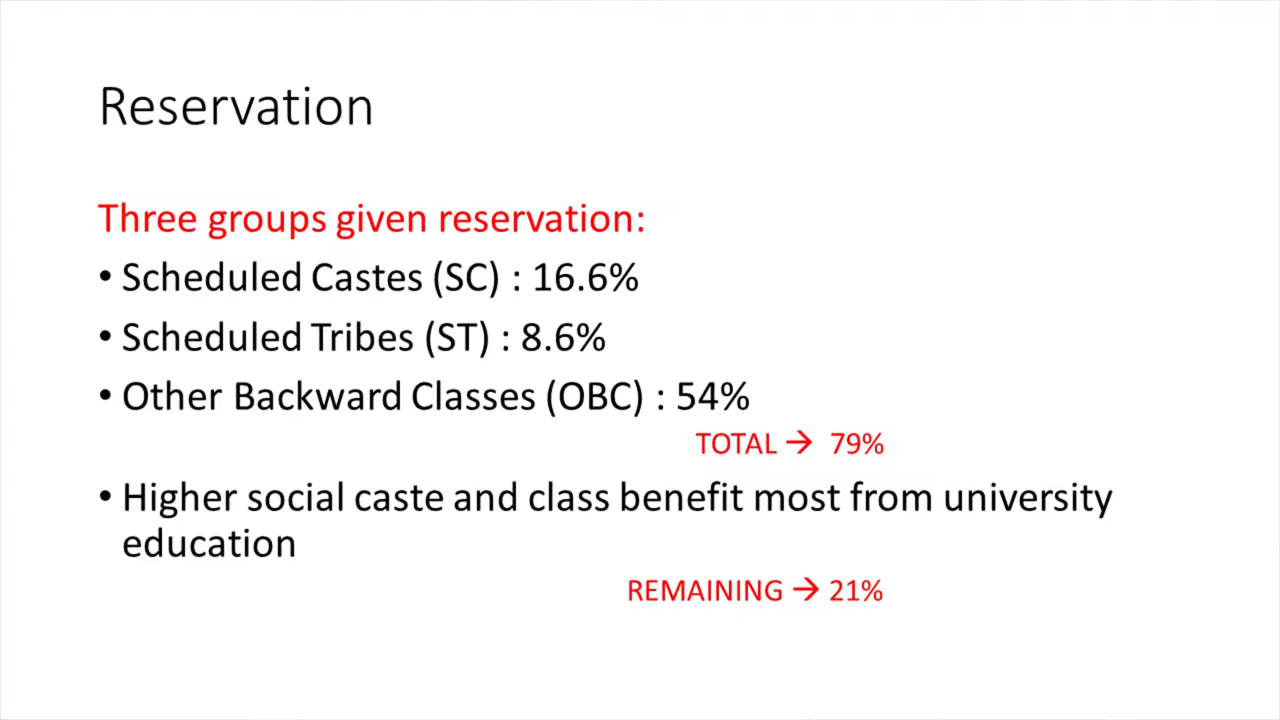 Reservation
Three groups given reservation:
• Scheduled Castes (SC) : 16.6%
• Scheduled Tribes (ST) : 8.6%
• Other Backward Classes (OBC) : 54%
TOTAL → 79%
• Higher social caste and class benefit most from university
education
REMAINING → 21%